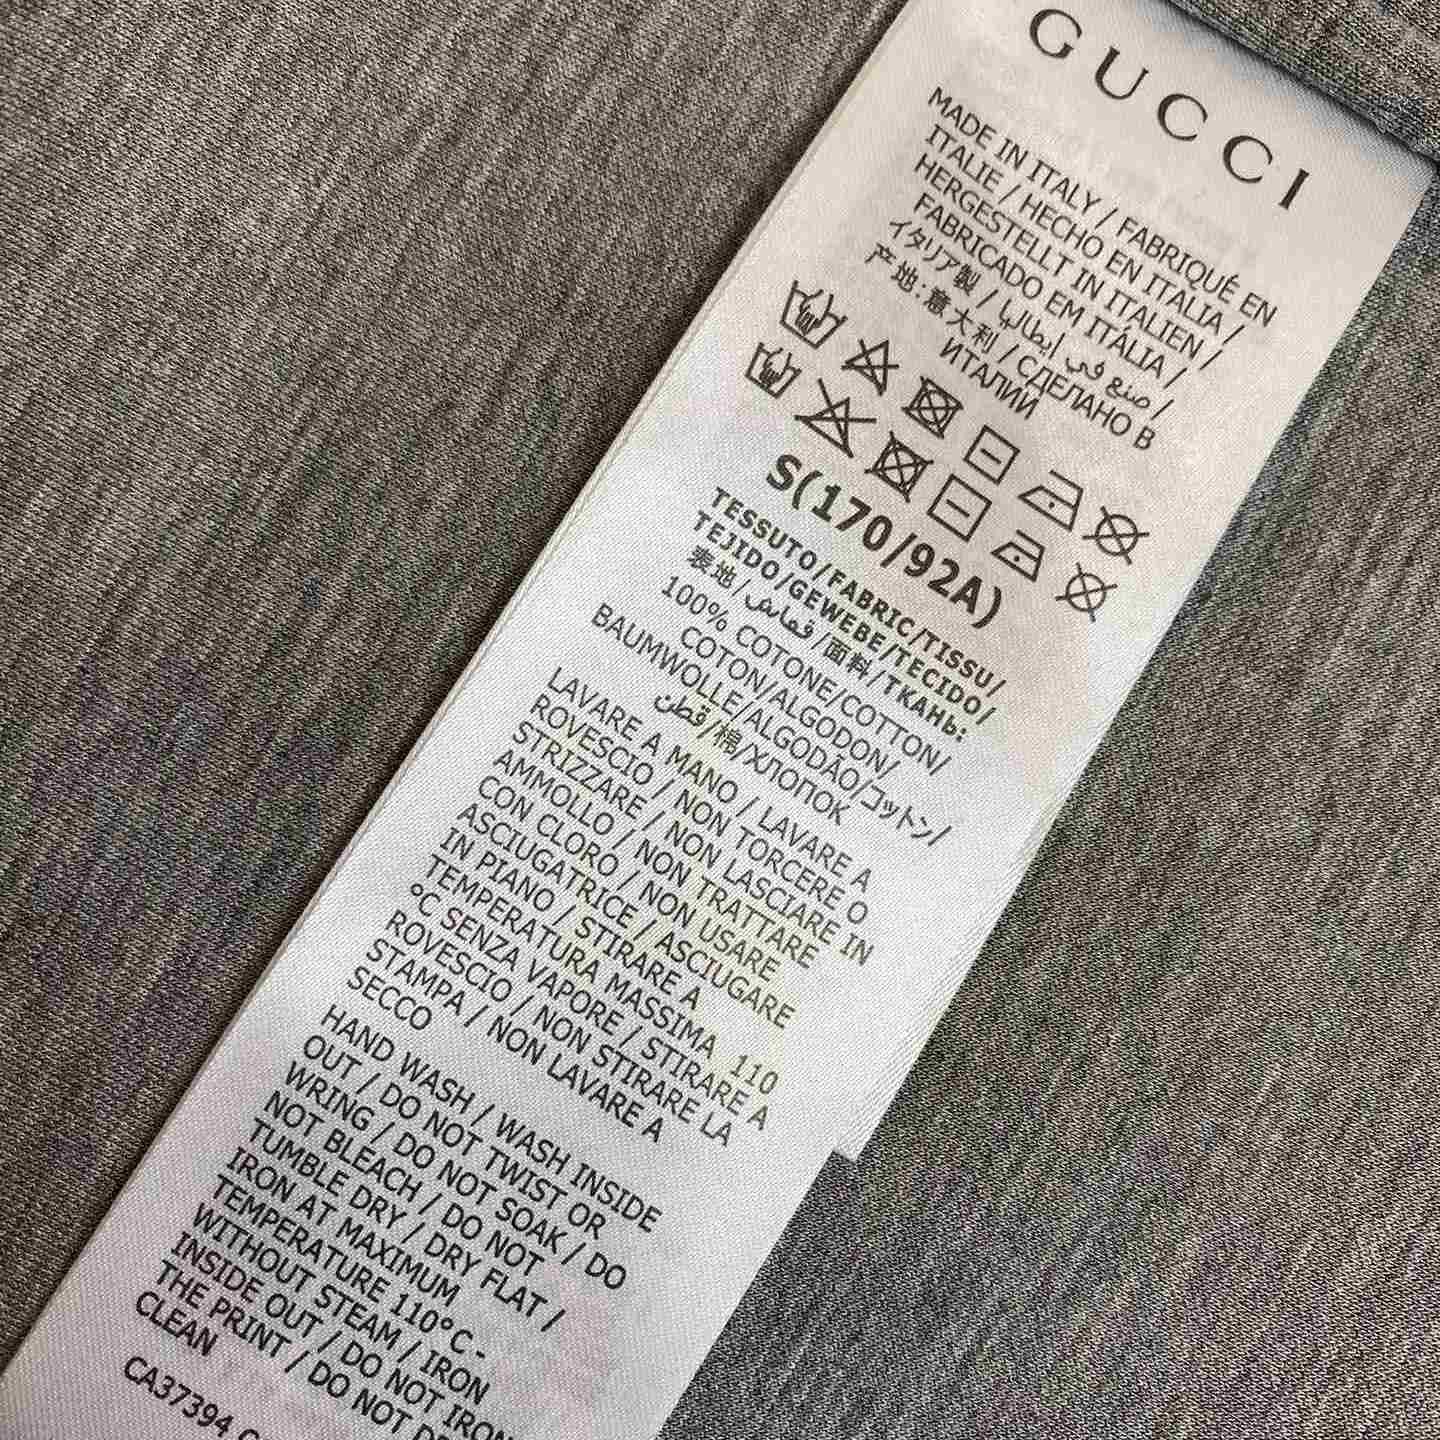 GUCCI
MADE IN ITALY / FABRIQUÉ EN
ITALIE / HECHO EN ITALIA /
HERGESTELLT IN ITALIEN /
FABRICADO EM ITÁLIA /
イタリア製 / صنع في إيطاليا /
产地:意大利 / СДЕЛАНО В
ИТАЛИИ
S(170/92A)
TESSUTO/FABRIC/TISSU/
TEJIDO/GEWEBE/TECIDO/
表地/قماش/面料/ТКАНЬ:
100% COTONE/COTTON/
COTON/ALGODON/
BAUMWOLLE/ALGODÃO/コットン/
قطن/棉/ХЛОПОК
LAVARE A MANO / LAVARE A
ROVESCIO / NON TORCERE O
STRIZZARE / NON LASCIARE IN
AMMOLLO / NON TRATTARE
CON CLORO / NON USARE
ASCIUGATRICE / ASCIUGARE
IN PIANO / STIRARE A
TEMPERATURA MASSIMA 110
°C SENZA VAPORE / STIRARE A
ROVESCIO / NON STIRARE LA
STAMPA / NON LAVARE A
SECCO
HAND WASH / WASH INSIDE
OUT / DO NOT TWIST OR
WRING / DO NOT SOAK / DO
NOT BLEACH / DO NOT
TUMBLE DRY / DRY FLAT /
IRON AT MAXIMUM
TEMPERATURE 110°C -
WITHOUT STEAM / IRON
INSIDE OUT / DO NOT IRON
THE PRINT / DO NOT
CLEAN
CA37394